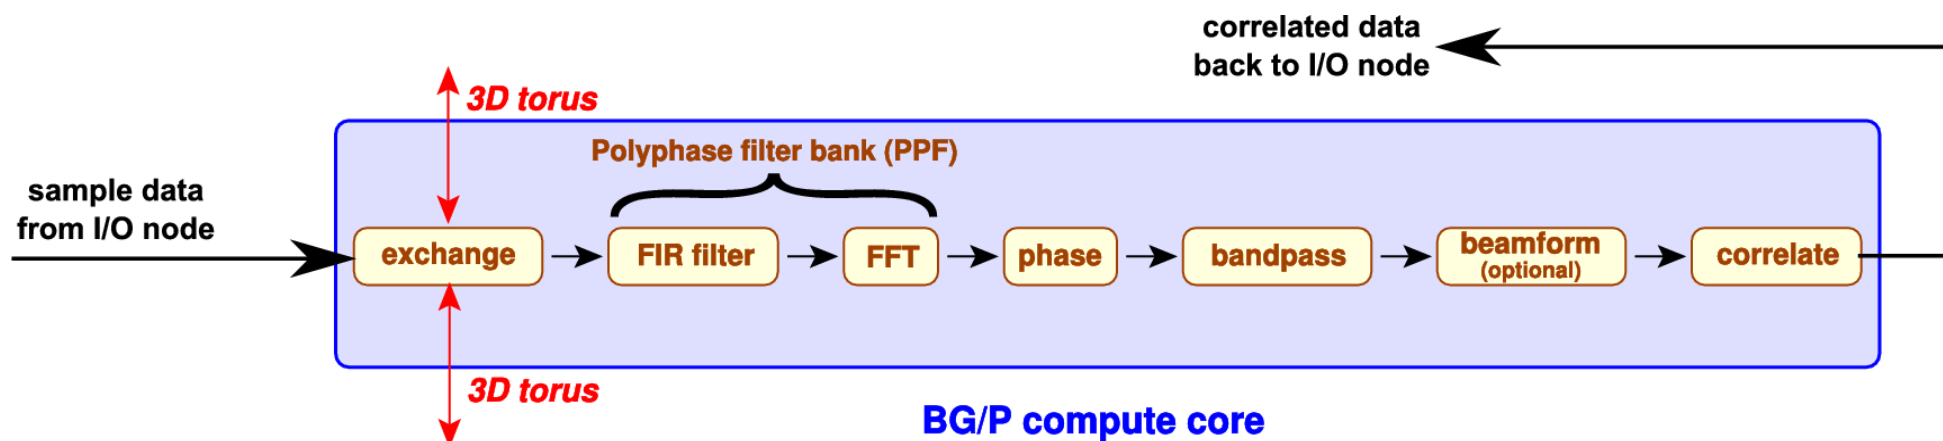 correlated data
back to I/O node
3D torus
Polyphase filter bank (PPF)
sample data
from I/O node
exchange
FIR filter
FFT
phase
bandpass
beamform
(optional)
correlate
3D torus
BG/P compute core